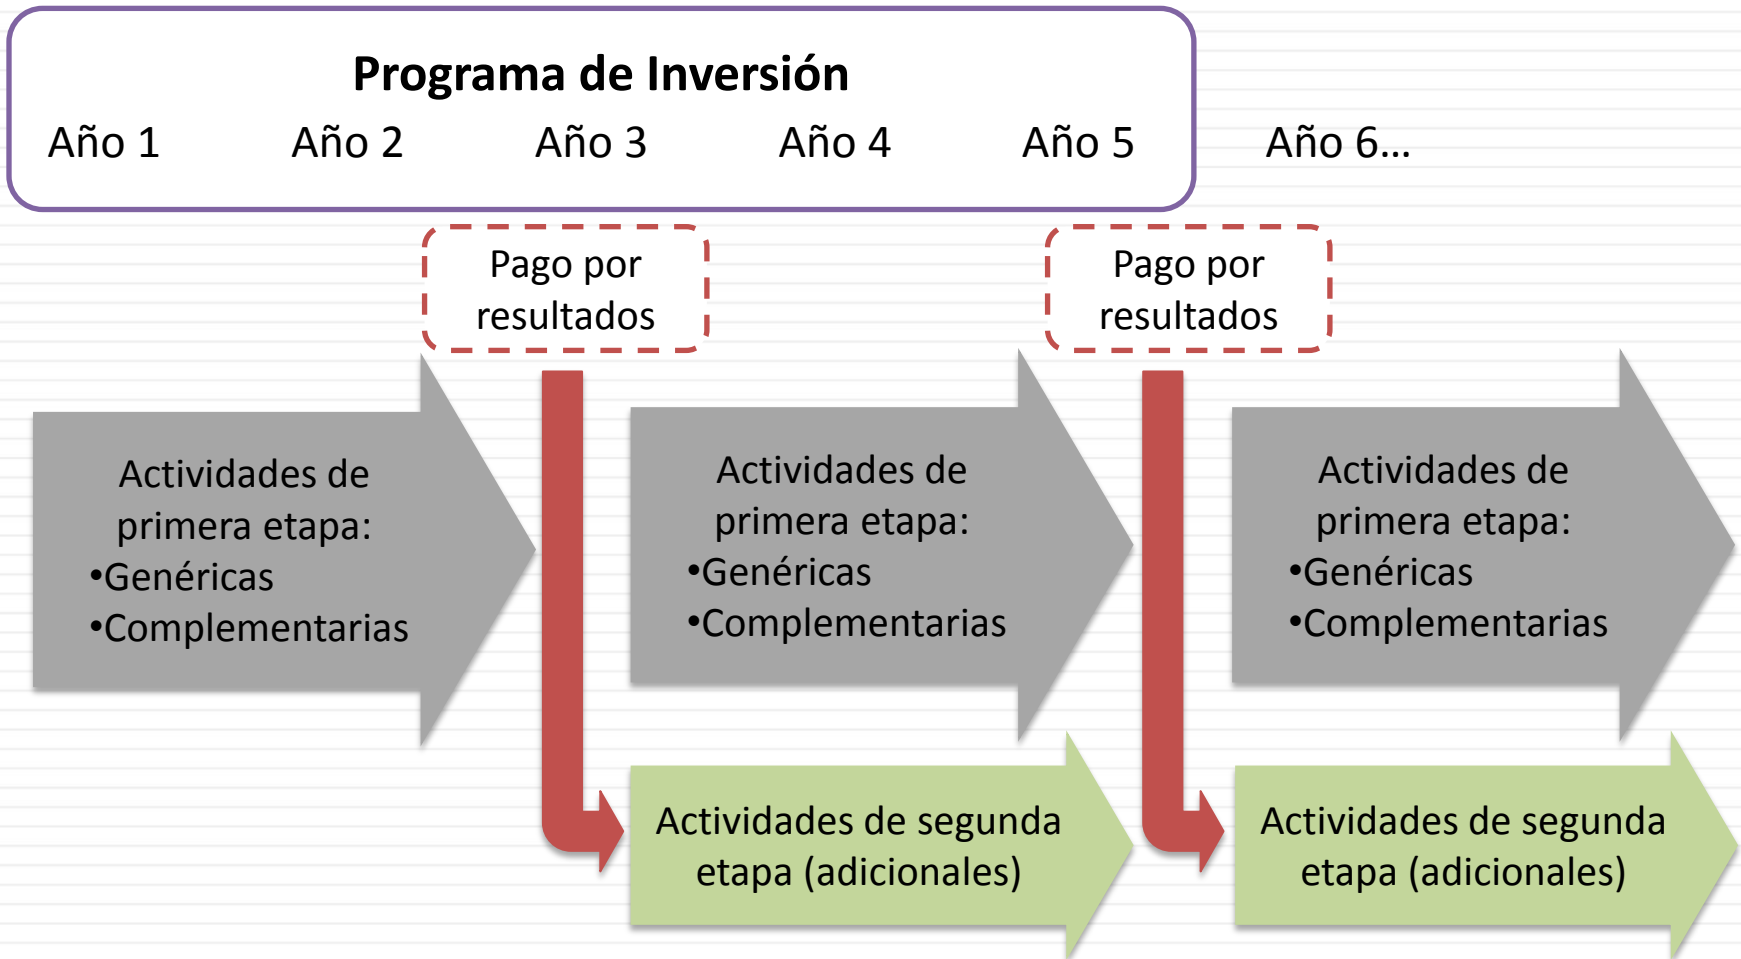 Programa de Inversión
Año 1 Año 2 Año 3 Año 4 Año 5 Año 6...
Pago por
resultados
Pago por
resultados
Actividades de
primera etapa:
•Genéricas
•Complementarias
Actividades de
primera etapa:
•Genéricas
•Complementarias
Actividades de
primera etapa:
•Genéricas
•Complementarias
Actividades de segunda
etapa (adicionales)
Actividades de segunda
etapa (adicionales)